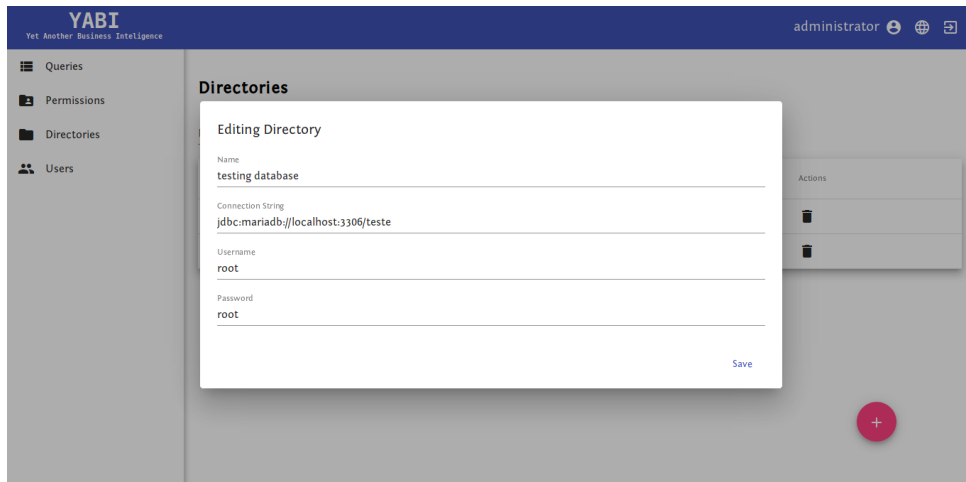 YABI
Yet Another Business Inteligence
administrator
Queries
Permissions
Directories
Users
Directories
Actions
Editing Directory
Name
testing database
Connection String
jdbc:mariadb://localhost:3306/teste
Username
root
Password
root
Save